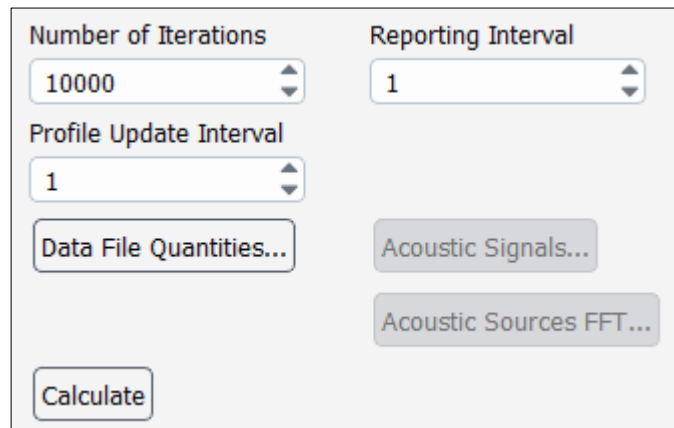 Number of Iterations
Reporting Interval
10000
1
Profile Update Interval
1
Data File Quantities...
Acoustic Signals...
Acoustic Sources FFT...
Calculate